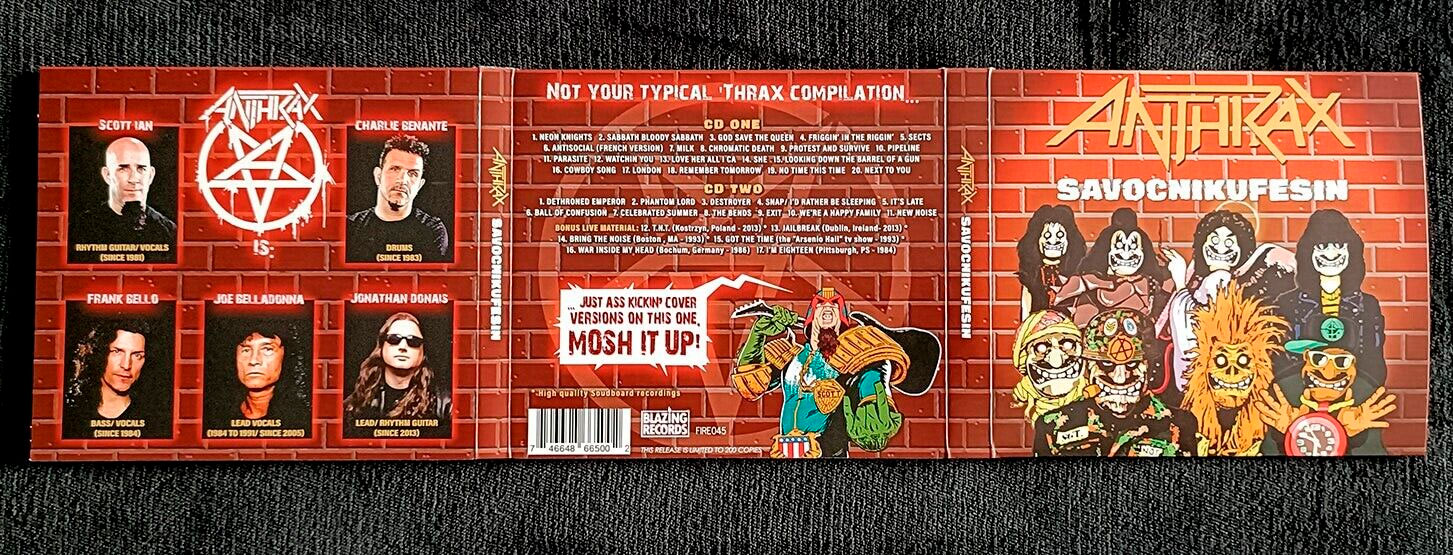 ANTHRAX
SCOTT IAN
RHYTHM GUITAR/VOCALS
(SINCE 1981)
CHARLIE BENANTE
DRUMS
(SINCE 1983)
IS:
FRANK BELLO
BASS/ VOCALS
(SINCE 1984)
JOE BELLADONNA
LEAD VOCALS
(1984 TO 1991/ SINCE 2005)
JONATHAN DONAIS
LEAD/ RHYTHM GUITAR
(SINCE 2013)
ANTHRAX
SAVOCNIKUFESIN
NOT YOUR TYPICAL 'THRAX COMPILATION...
CD ONE
1. NEON KNIGHTS 2. SABBATH BLOODY SABBATH 3. GOD SAVE THE QUEEN 4. FRIGGIN' IN THE RIGGIN' 5. SECTS
6. ANTISOCIAL (FRENCH VERSION) 7. MILK 8. CHROMATIC DEATH 9. PROTEST AND SURVIVE 10. PIPELINE
11. PARASITE 12. WATCHIN YOU 13. LOVE HER ALL I CA 14. SHE 15. LOOKING DOWN THE BARREL OF A GUN
16. COWBOY SONG 17. LONDON 18. REMEMBER TOMORROW 19. NO TIME THIS TIME 20. NEXT TO YOU
CD TWO
1. DETHRONED EMPEROR 2. PHANTOM LORD 3. DESTROYER 4. SNAP/ I'D RATHER BE SLEEPING 5. IT'S LATE
6. BALL OF CONFUSION 7. CELEBRATED SUMMER 8. THE BENDS 9. EXIT 10. WE'RE A HAPPY FAMILY 11. NEW NOISE
BONUS LIVE MATERIAL: 12. T.N.T. (Kostrzyn, Poland - 2013) * 13. JAILBREAK (Dublin, Ireland- 2013) *
14. BRING THE NOISE (Boston , MA - 1993) * 15. GOT THE TIME (the "Arsenio Hall" tv show - 1993) *
16. WAR INSIDE MY HEAD (Bochum, Germany - 1986) 17. I'M EIGHTEEN (Pittsburgh, PS - 1984)
JUST ASS KICKIN' COVER
VERSIONS ON THIS ONE,
MOSH IT UP!
*High quality Soudboard recordings
7 46648 66500 2
BLAZING
RECORDS
FIRE045
THIS RELEASE IS LIMITED TO 200 COPIES
SCOTT
ANTHRAX
SAVOCNIKUFESIN
ANTHRAX
SAVOCNIKUFESIN
NOT
NOT